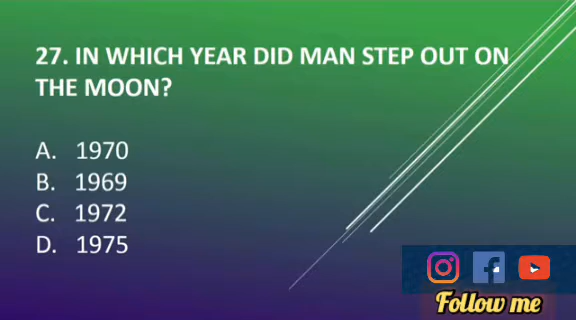 27. IN WHICH YEAR DID MAN STEP OUT ON
THE MOON?
A. 1970
B. 1969
C. 1972
D. 1975
Follow me